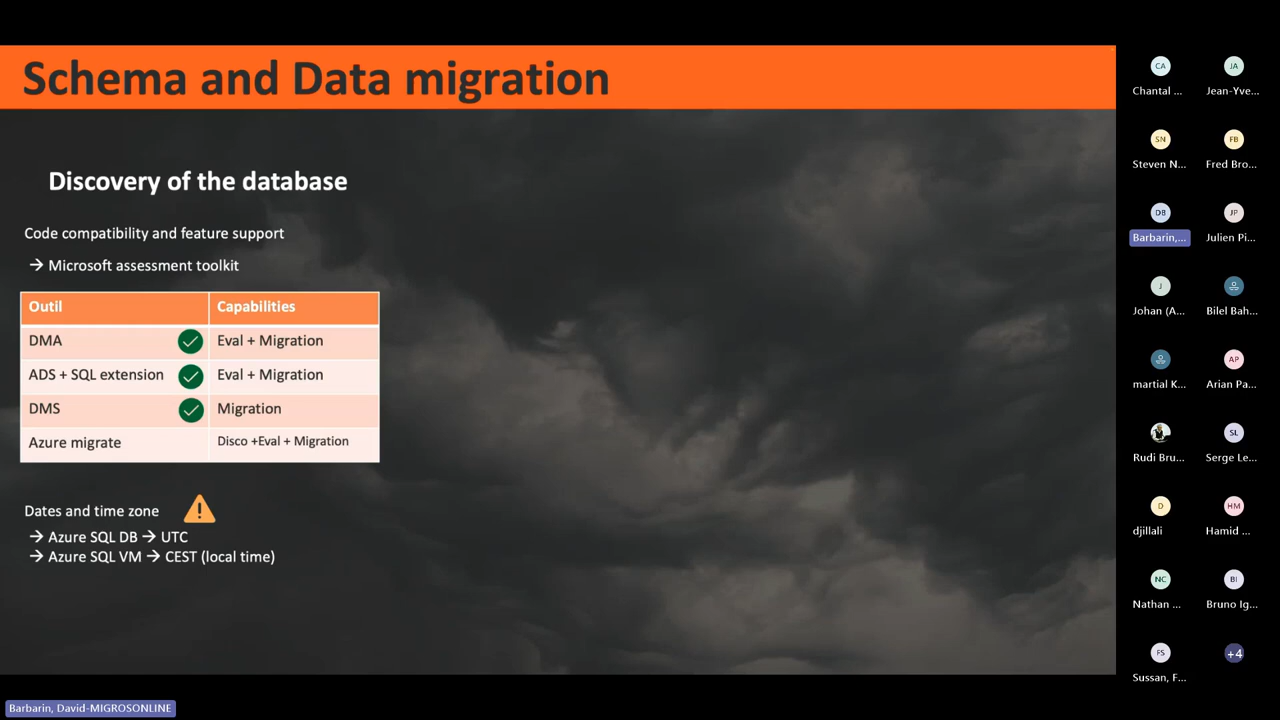 Schema and Data migration
Discovery of the database
Code compatibility and feature support
→ Microsoft assessment toolkit
Outil Capabilities
DMA Eval + Migration
ADS + SQL extension Eval + Migration
DMS Migration
Azure migrate Disco +Eval + Migration
Dates and time zone
→ Azure SQL DB → UTC
→ Azure SQL VM → CEST (local time)
CA JA
Chantal ... Jean-Yve...
SN FB
Steven N... Fred Bro...
DB JP
Barbarin,... Julien Pi...
J
Johan (A... Bilel Bah...
AP
martial K... Arian Pa...
SL
Rudi Bru... Serge Le...
D HM
djillali Hamid ...
NC BI
Nathan ... Bruno Ig...
FS +4
Sussan, F...
Barbarin, David-MIGROSONLINE